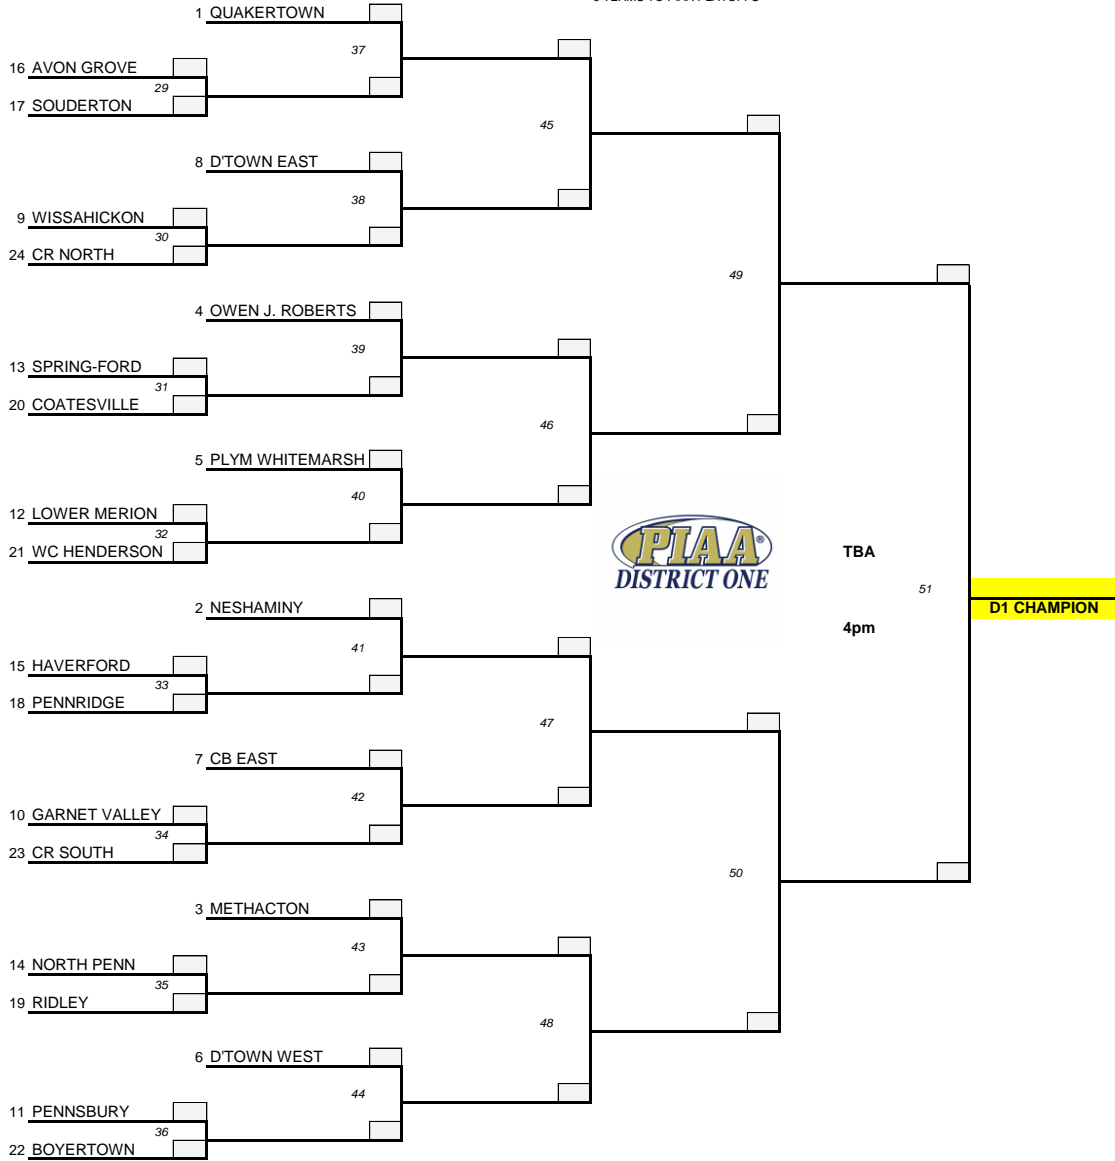 1 QUAKERTOWN
37
16 AVON GROVE
29
17 SOUDERTON
45
8 D'TOWN EAST
38
9 WISSAHICKON
30
24 CR NORTH
49
4 OWEN J. ROBERTS
39
13 SPRING-FORD
31
20 COATESVILLE
46
5 PLYM WHITEMARSH
40
12 LOWER MERION
32
21 WC HENDERSON
PIAA®
DISTRICT ONE
TBA
51
D1 CHAMPION
4pm
2 NESHAMINY
41
15 HAVERFORD
33
18 PENNRIDGE
47
7 CB EAST
42
10 GARNET VALLEY
34
23 CR SOUTH
50
3 METHACTON
43
14 NORTH PENN
35
19 RIDLEY
48
6 D'TOWN WEST
44
11 PENNSBURY
36
22 BOYERTOWN